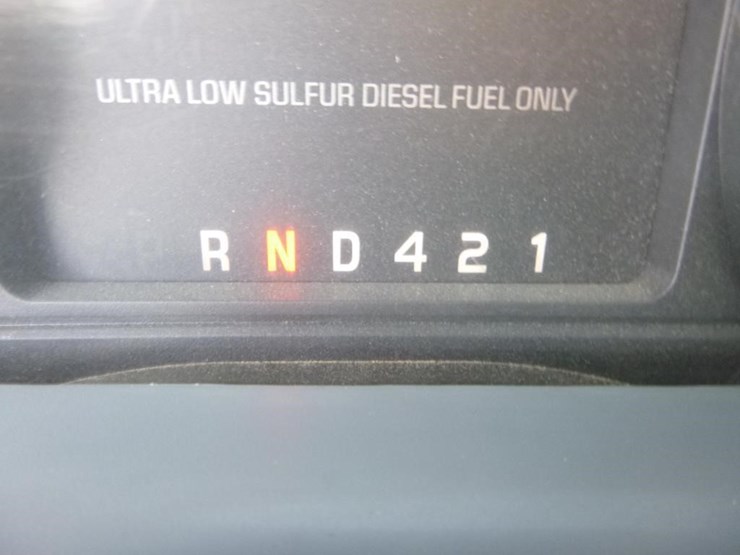 ULTRA LOW SULFUR DIESEL FUEL ONLY
R N D 4 2 1